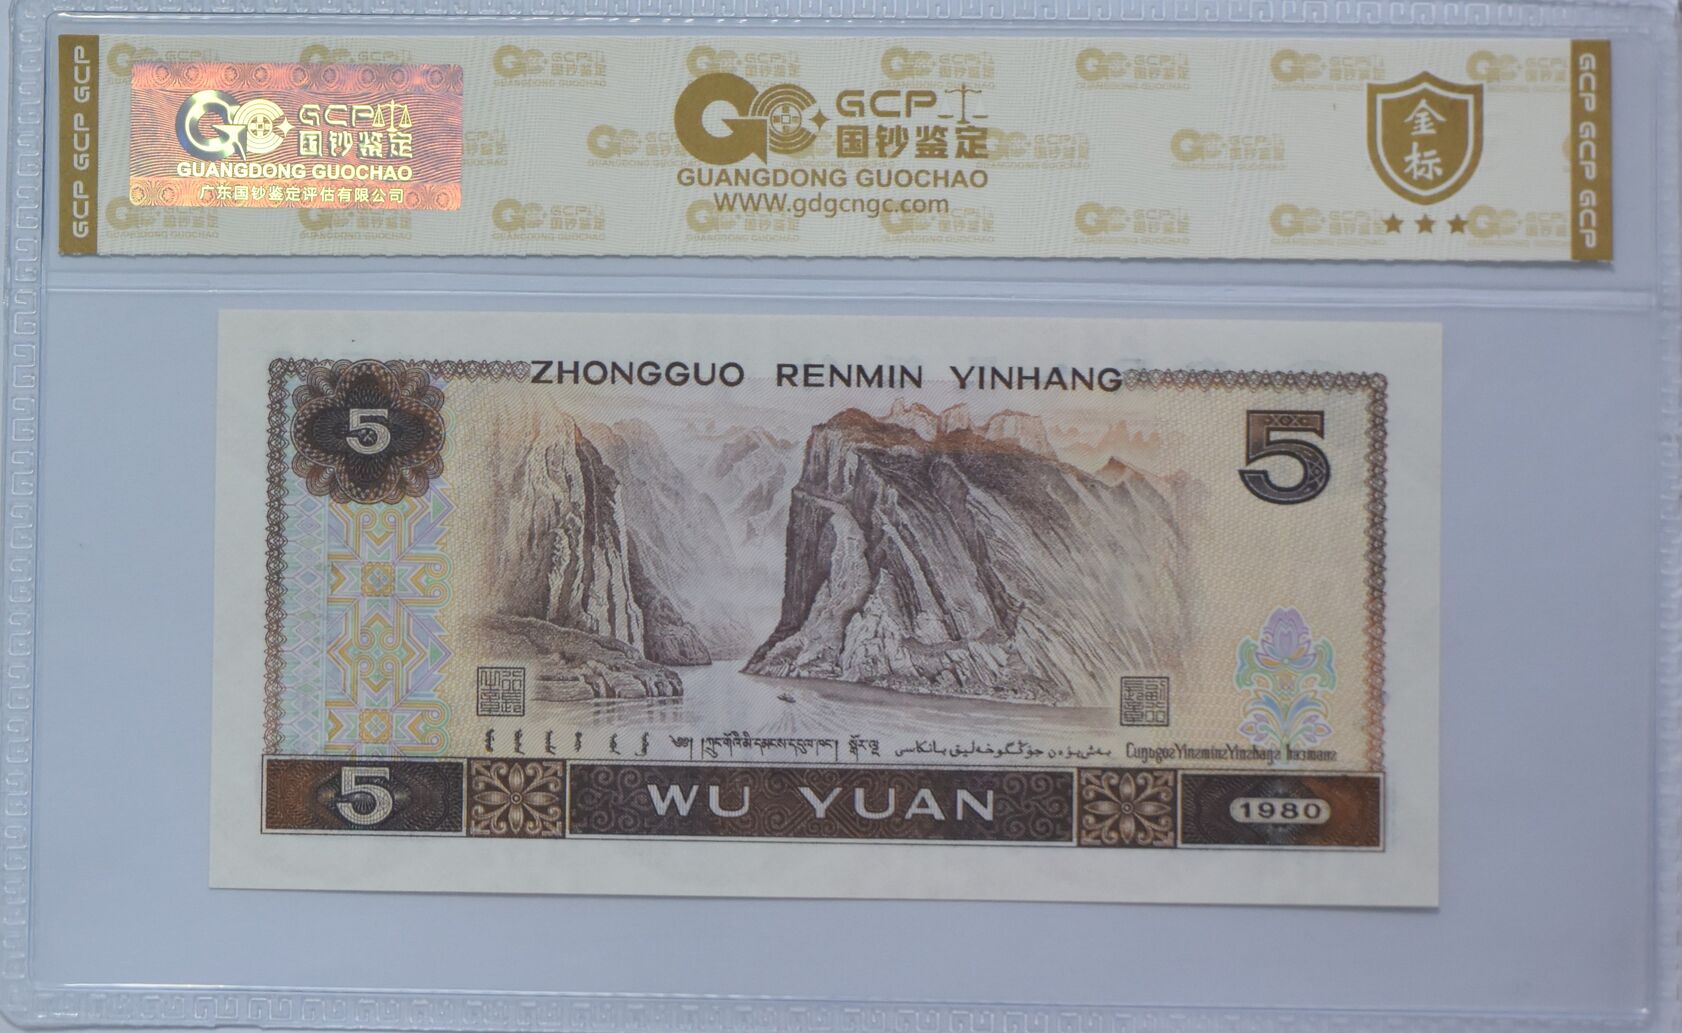 GCP GCP GCP
GCP
国钞鉴定
GUANGDONG GUOCHAO
广东国钞鉴定评估有限公司
GCP
国钞鉴定
GUANGDONG GUOCHAO
WWW.gdgcngc.com
金标
GCP GCP GCP
ZHONGGUO RENMIN YINHANG
5
5
5
WU YUAN
1980